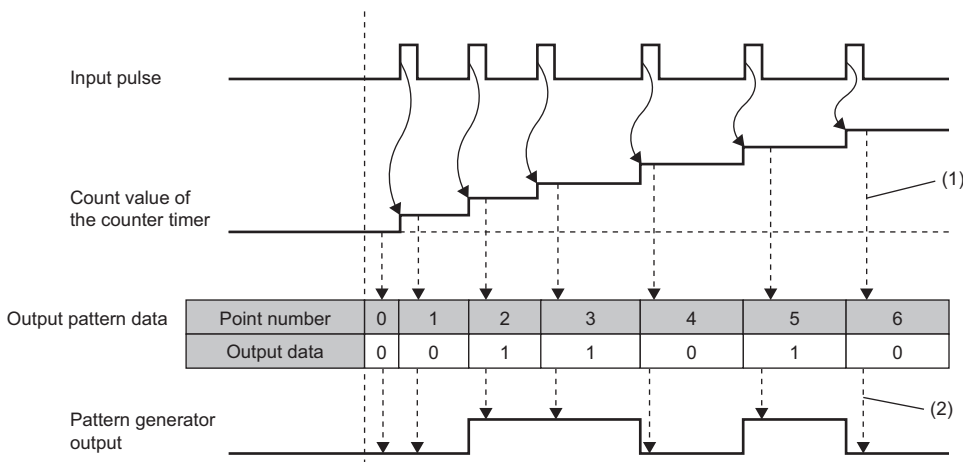 Input pulse
Count value of
the counter timer
(1)
Output pattern data
Point number 0 1 2 3 4 5 6
Output data 0 0 1 1 0 1 0
(2)
Pattern generator
output